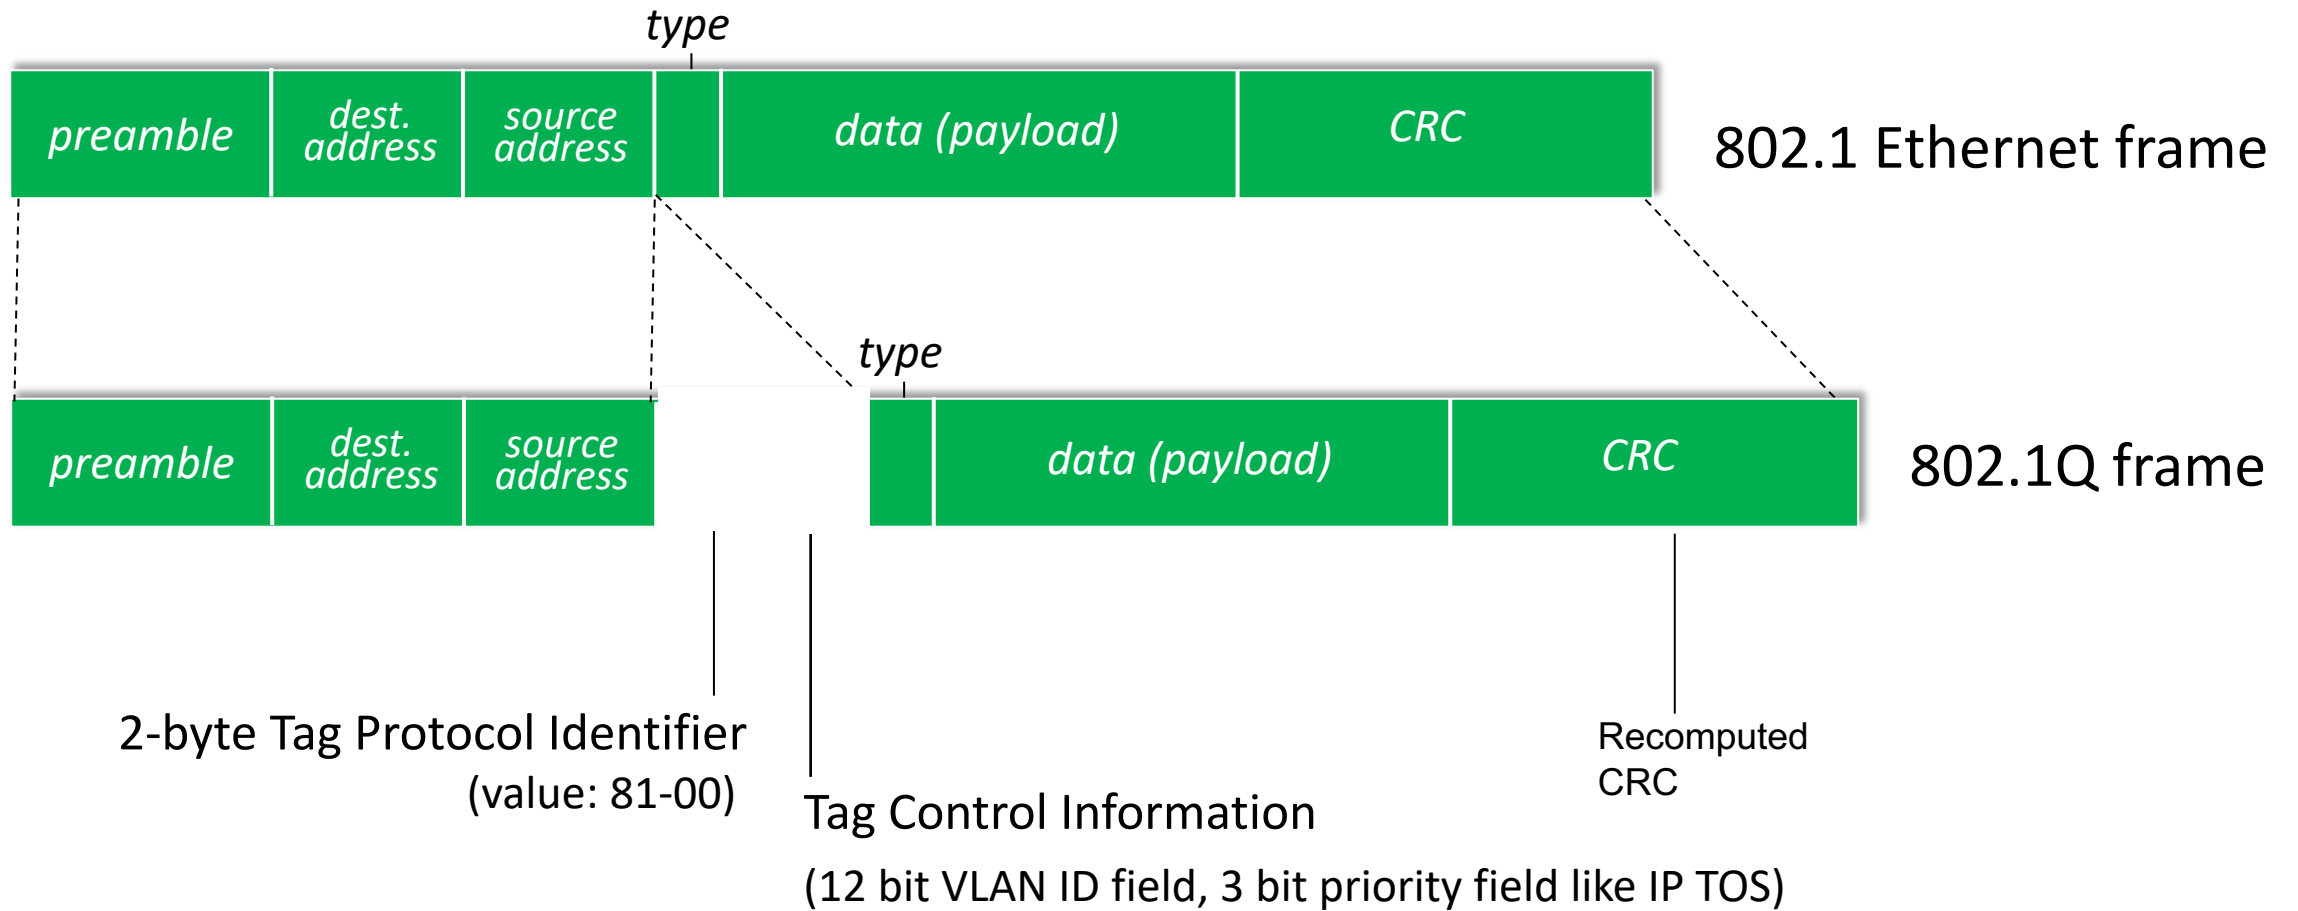 type
preamble
dest.
address
source
address
data (payload)
CRC
802.1 Ethernet frame
type
preamble
dest.
address
source
address
data (payload)
CRC
802.1Q frame
2-byte Tag Protocol Identifier
(value: 81-00)
Recomputed
CRC
Tag Control Information
(12 bit VLAN ID field, 3 bit priority field like IP TOS)